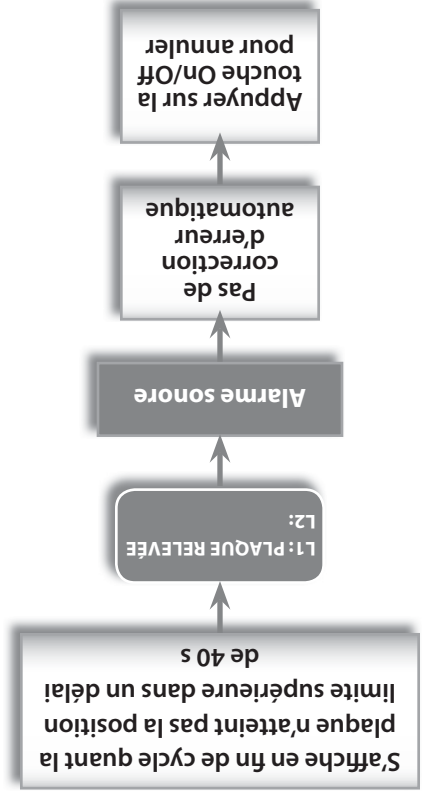 S'affiche en fin de cycle quant la
plaque n'atteint pas la position
limite supérieure dans un délai
de 40 s
L1: PLAQUE RELEVÉE
L2:
Alarme sonore
Pas de
correction
d'erreur
automatique
Appuyer sur la
touche On/Off
pour annuler